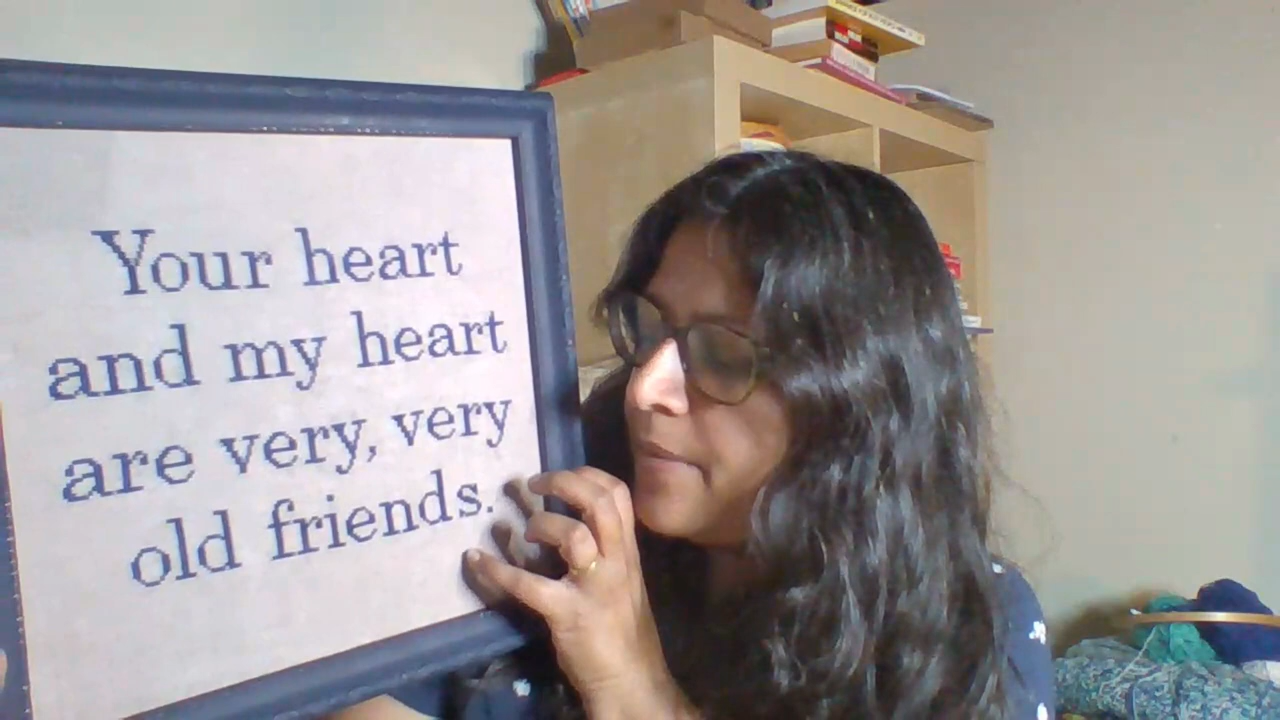 Your heart
and my heart
are very, very
old friends.